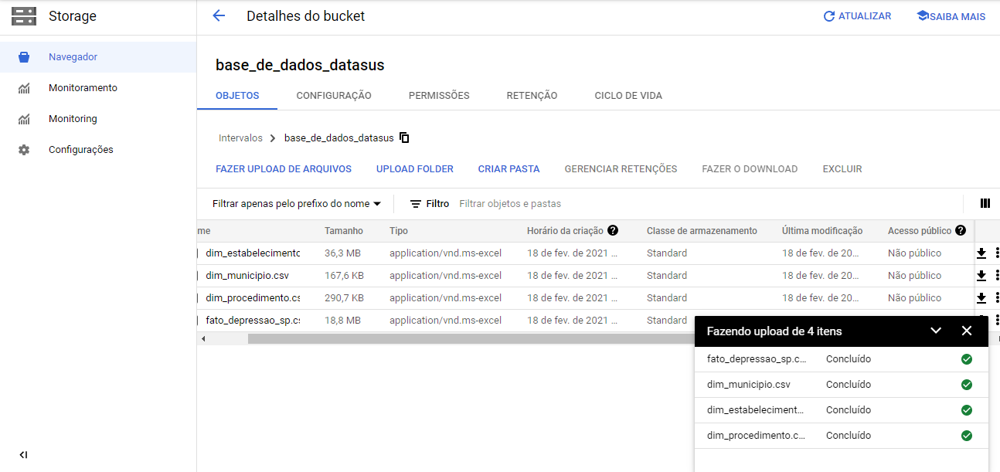 Storage
Detalhes do bucket
ATUALIZAR
SAIBA MAIS
Navegador
Monitoramento
Monitoring
Configurações
base_de_dados_datasus
OBJETOS CONFIGURAÇÃO PERMISSÕES RETENÇÃO CICLO DE VIDA
Intervalos base_de_dados_datasus
FAZER UPLOAD DE ARQUIVOS UPLOAD FOLDER CRIAR PASTA GERENCIAR RETENÇÕES FAZER O DOWNLOAD EXCLUIR
Filtrar apenas pelo prefixo do nome Filtro Filtrar objetos e pastas
me Tamanho Tipo Horário da criação Classe de armazenamento Última modificação Acesso público
dim_estabelecimento 36,3 MB application/vnd.ms-excel 18 de fev. de 2021 ... Standard 18 de fev. de 20... Não público
dim_municipio.csv 167,6 KB application/vnd.ms-excel 18 de fev. de 2021 ... Standard 18 de fev. de 20... Não público
dim_procedimento.cs 290,7 KB application/vnd.ms-excel 18 de fev. de 2021 ... Standard 18 de fev. de 20... Não público
fato_depressao_sp.cs 18,8 MB application/vnd.ms-excel 18 de fev. de 2021 ... Standard
Fazendo upload de 4 itens
fato_depressao_sp.c... Concluído
dim_municipio.csv Concluído
dim_estabeleciment... Concluído
dim_procedimento.c... Concluído